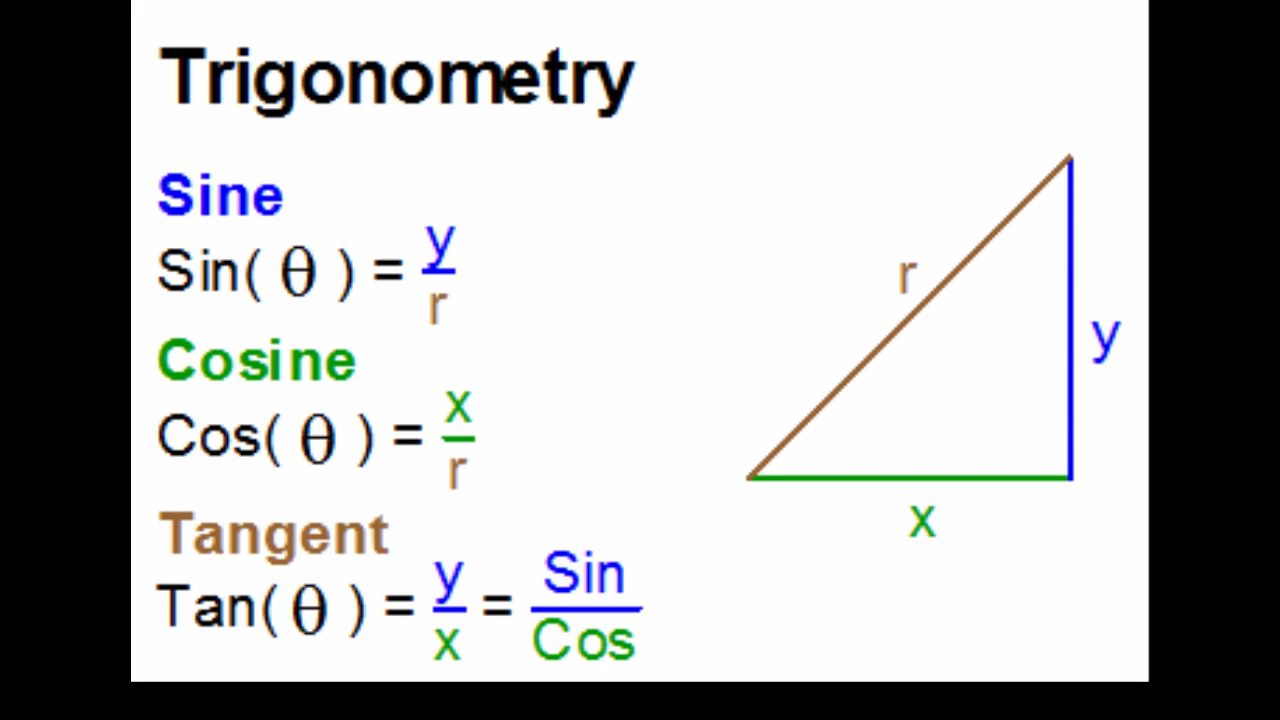 Trigonometry
Sine
Sin( θ ) = y/r
Cosine
Cos( θ ) = x/r
Tangent
Tan( θ ) = y/x = Sin/Cos
r
y
x